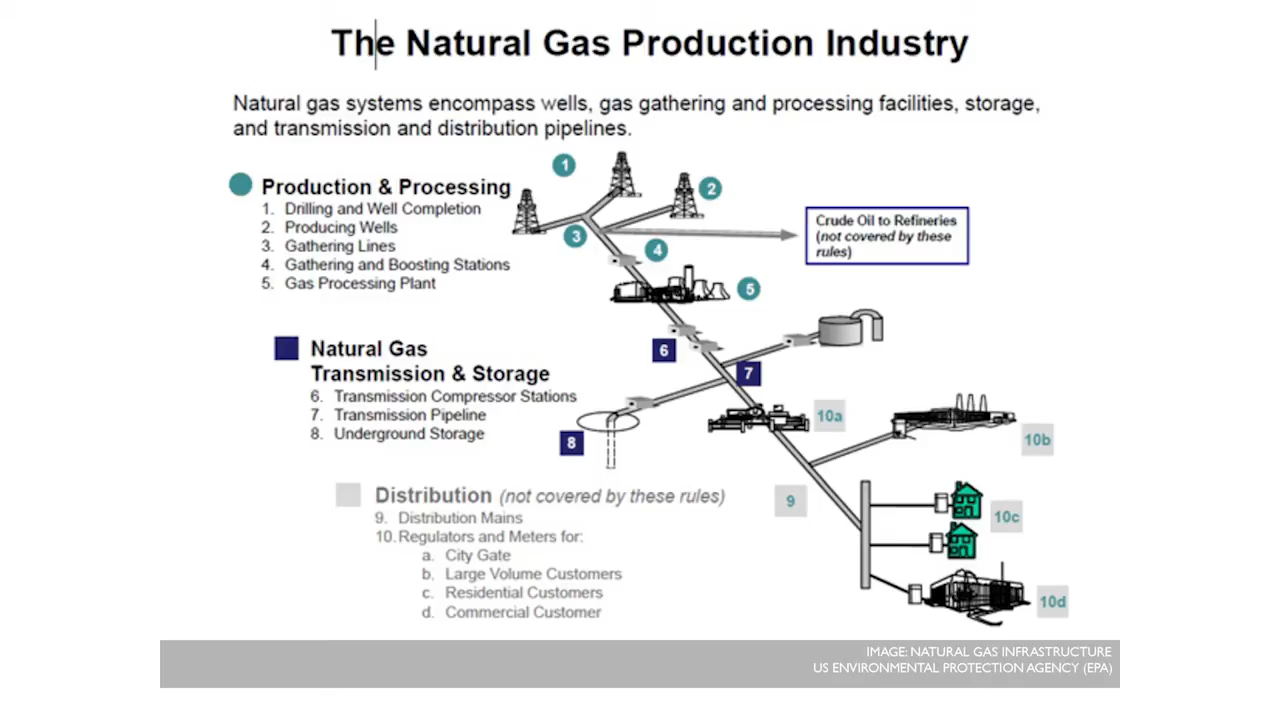 The Natural Gas Production Industry
Natural gas systems encompass wells, gas gathering and processing facilities, storage,
and transmission and distribution pipelines.
Production & Processing
1. Drilling and Well Completion
2. Producing Wells
3. Gathering Lines
4. Gathering and Boosting Stations
5. Gas Processing Plant
1
2
3
4
5
Crude Oil to Refineries
(not covered by these
rules)
Natural Gas
Transmission & Storage
6. Transmission Compressor Stations
7. Transmission Pipeline
8. Underground Storage
6
7
8
10a
10b
Distribution (not covered by these rules)
9. Distribution Mains
10. Regulators and Meters for:
a. City Gate
b. Large Volume Customers
c. Residential Customers
d. Commercial Customer
9
10c
10d
IMAGE: NATURAL GAS INFRASTRUCTURE
US ENVIRONMENTAL PROTECTION AGENCY (EPA)